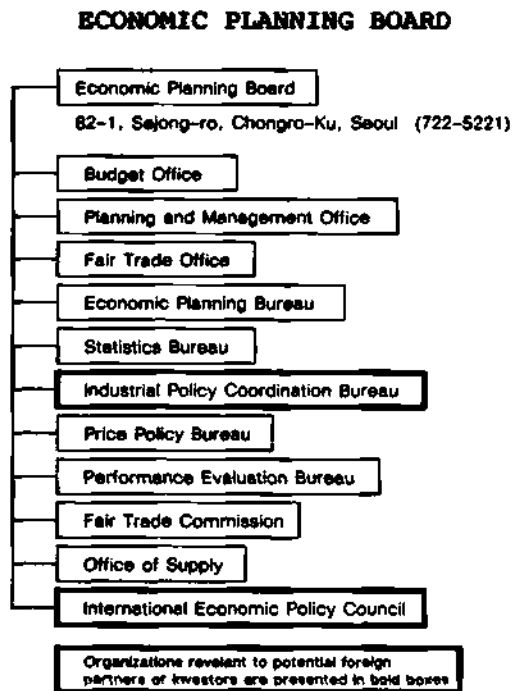 ECONOMIC PLANNING BOARD
Economic Planning Board
82-1, Sejong-ro, Chongro-Ku, Seoul (722-5221)
Budget Office
Planning and Management Office
Fair Trade Office
Economic Planning Bureau
Statistics Bureau
Industrial Policy Coordination Bureau
Price Policy Bureau
Performance Evaluation Bureau
Fair Trade Commission
Office of Supply
International Economic Policy Council
Organizations revelant to potential foreign
partners of investors are presented in bold boxes